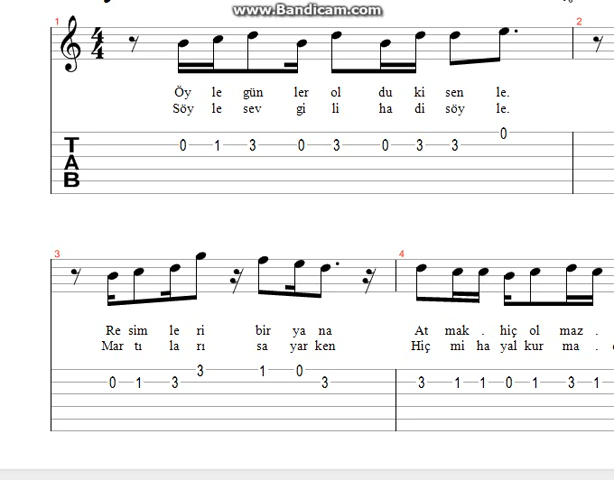 www.Bandicam.com
1
2
4
4
Öy le gün ler ol du ki sen le.
Söy le sev gi li ha di söy le.
T
A
B
0
0 1 3 0 3 0 3 3
3
4
Re sim le ri bir ya na
At mak . hiç ol maz .
Mar tı la rı sa yar ken
Hiç mi ha yal kur ma .
3 1 0
0 1 3 3
3 1 1 0 1 3 1